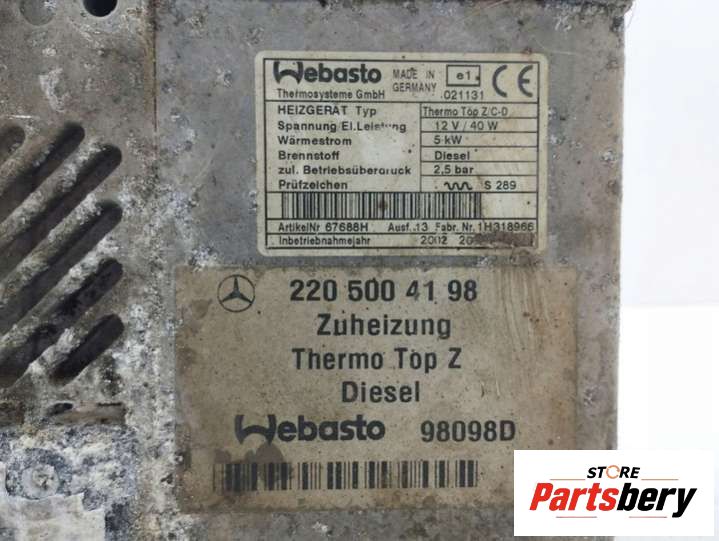 Webasto
Thermosysteme GmbH
MADE IN
GERMANY
e1
021131
CE
HEIZGERÄT Typ Thermo Top Z/C-D
Spannung/El.Leistung 12 V / 40 W
Wärmestrom 5 kW
Brennstoff Diesel
zul. Betriebsüberdruck 2,5 bar
Prüfzeichen S 289
ArtikelNr 67688H Ausf. 13 Fabr. Nr. 1H318966
Inbetriebnahmejahr 2002
220 500 41 98
Zuheizung
Thermo Top Z
Diesel
Webasto 98098D
STORE
Partsbery